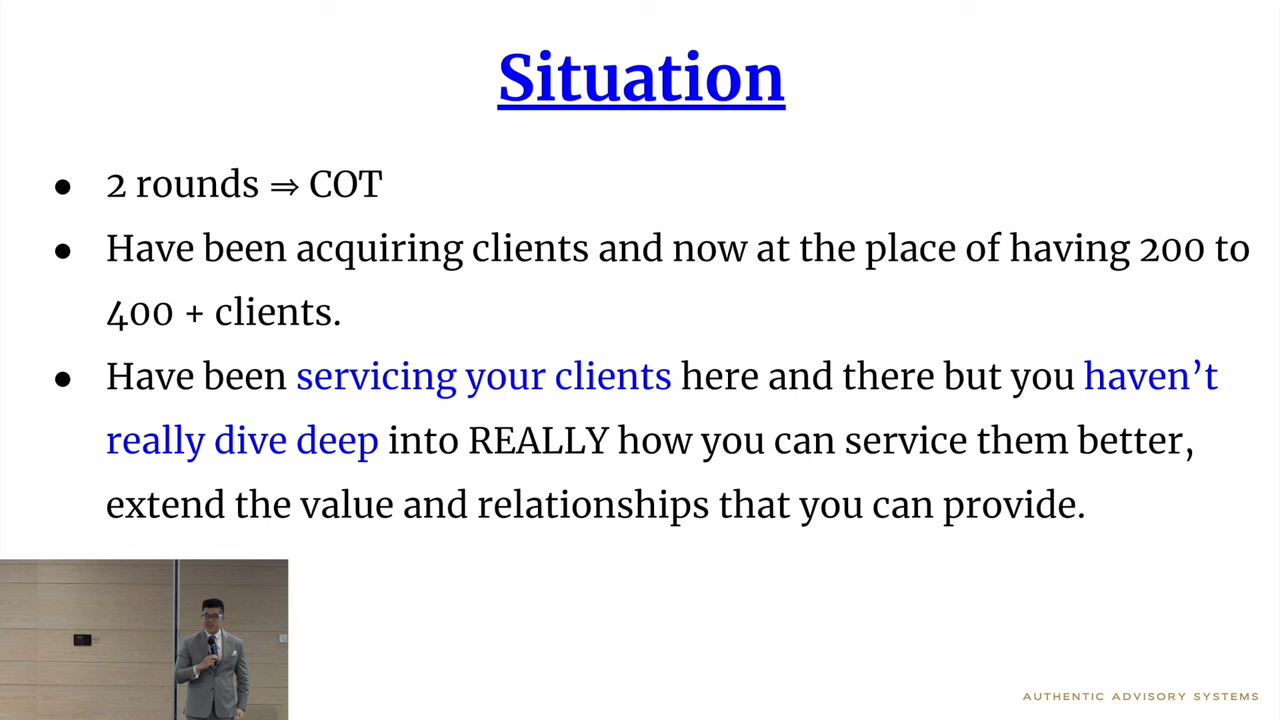 Situation
● 2 rounds ⇒ COT
● Have been acquiring clients and now at the place of having 200 to
400 + clients.
● Have been servicing your clients here and there but you haven’t
really dive deep into REALLY how you can service them better,
extend the value and relationships that you can provide.
AUTHENTIC ADVISORY SYSTEMS